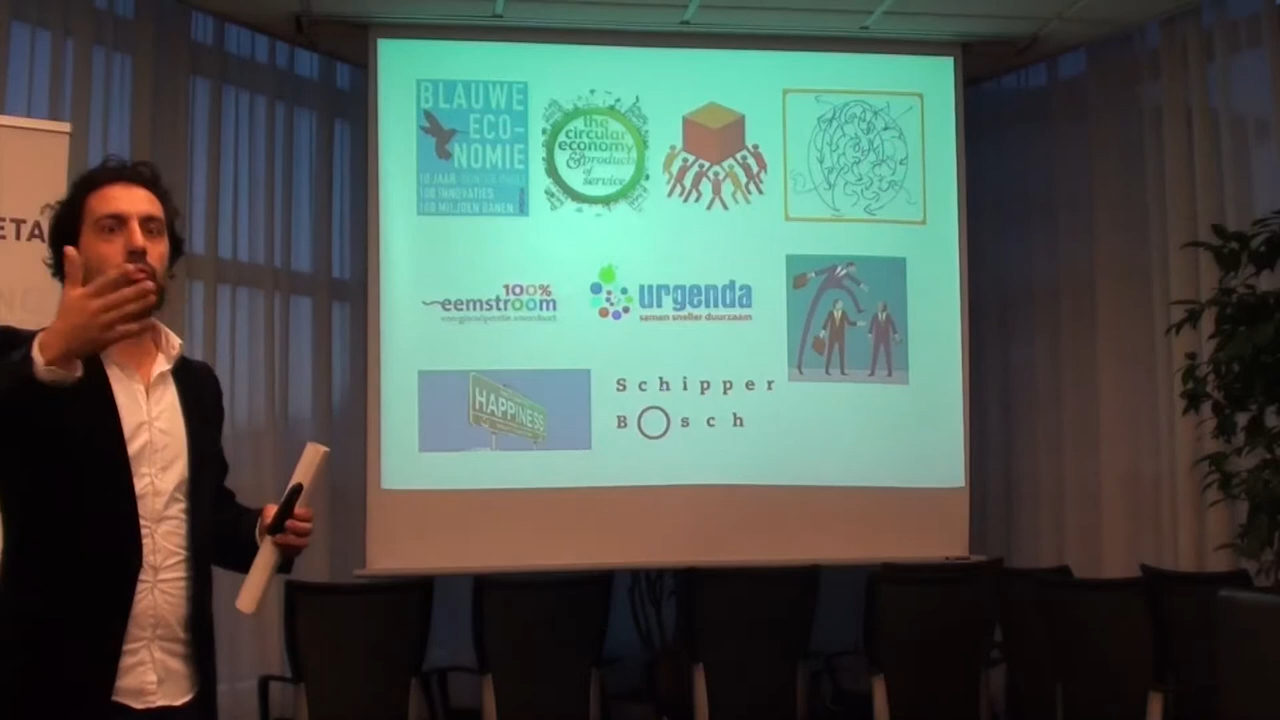 ETA
BLAUWE
ECO-
NOMIE
10 JAAR
100 INNOVATIES
100 MILJOEN BANEN
the
circular
economy
& products
of
service
100%
eemstroom
urgenda
samen sneller duurzaam
HAPPINESS
Schipper
Bosch